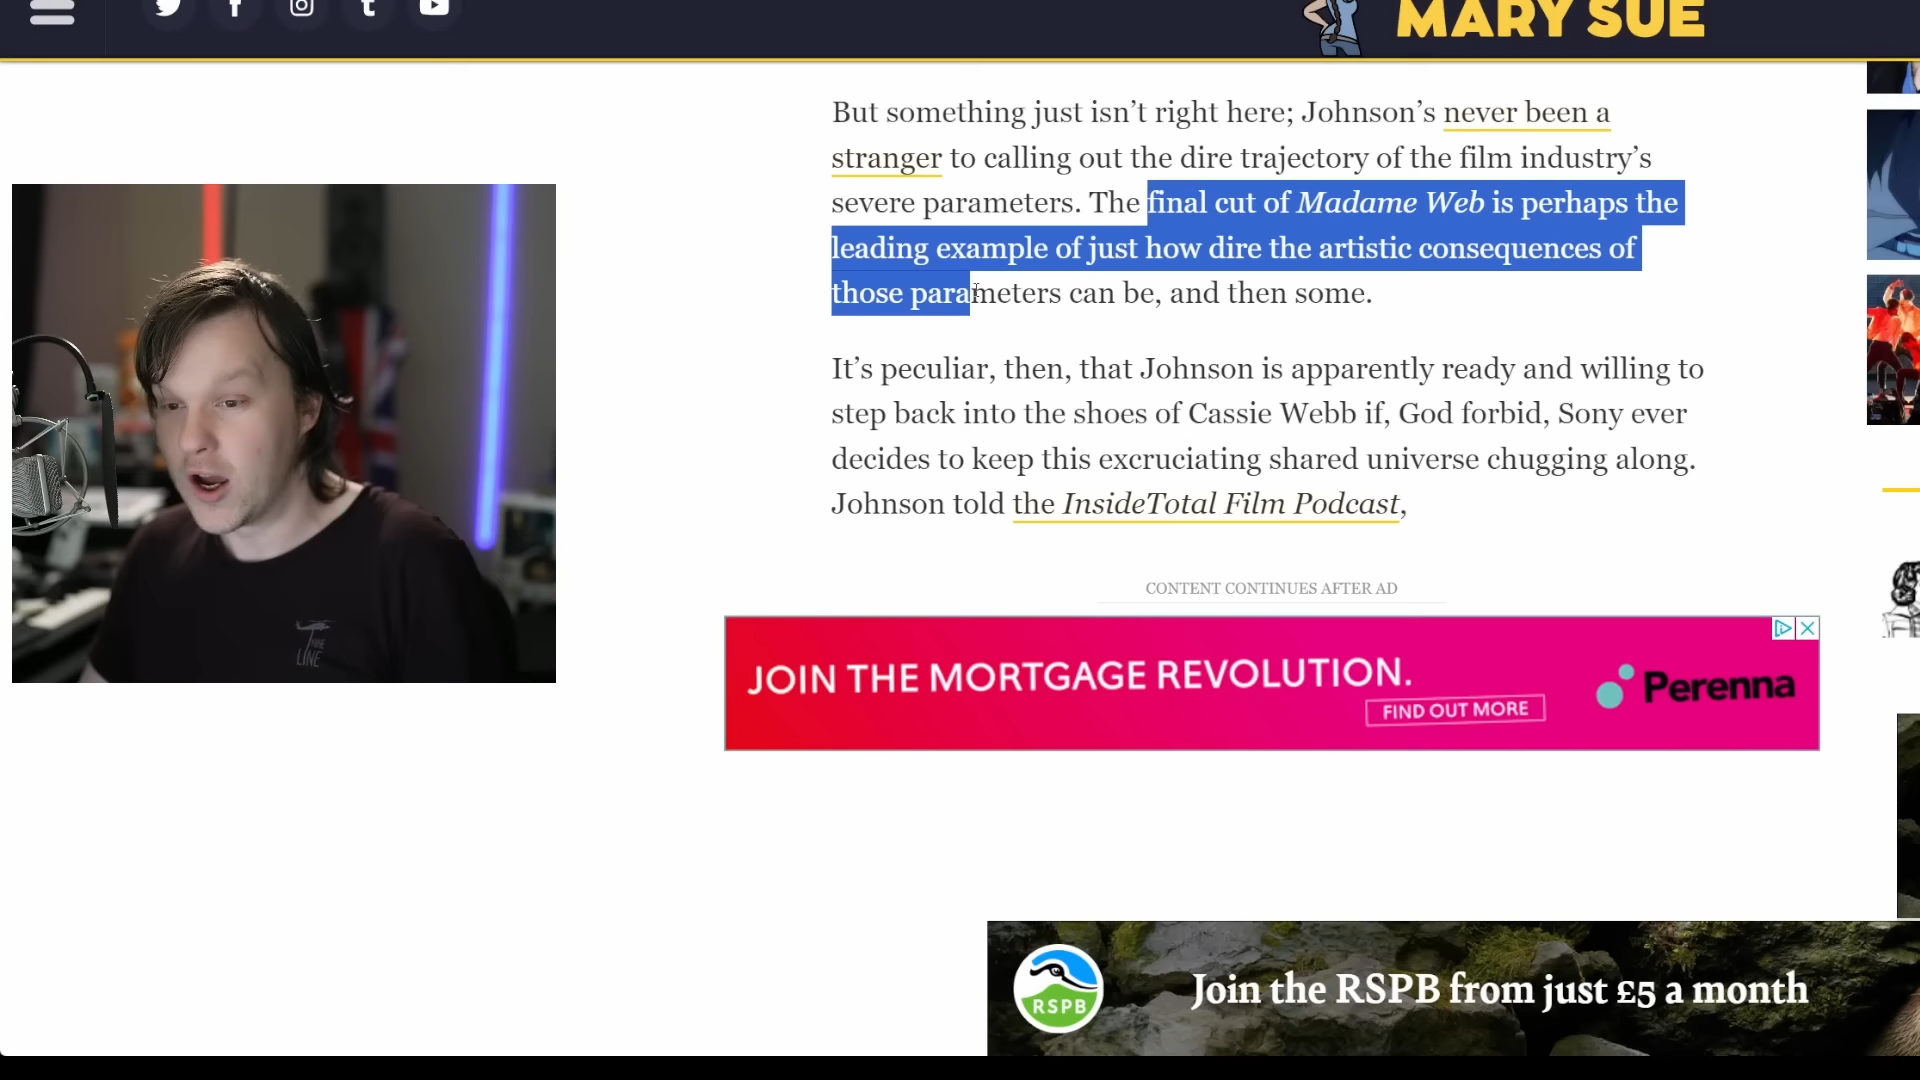 MARY SUE
But something just isn’t right here; Johnson’s never been a
stranger to calling out the dire trajectory of the film industry’s
severe parameters. The final cut of Madame Web is perhaps the
leading example of just how dire the artistic consequences of
those parameters can be, and then some.
It’s peculiar, then, that Johnson is apparently ready and willing to
step back into the shoes of Cassie Webb if, God forbid, Sony ever
decides to keep this excruciating shared universe chugging along.
Johnson told the InsideTotal Film Podcast,
NINE
LINE
CONTENT CONTINUES AFTER AD
JOIN THE MORTGAGE REVOLUTION.
FIND OUT MORE
Perenna
RSPB
Join the RSPB from just £5 a month